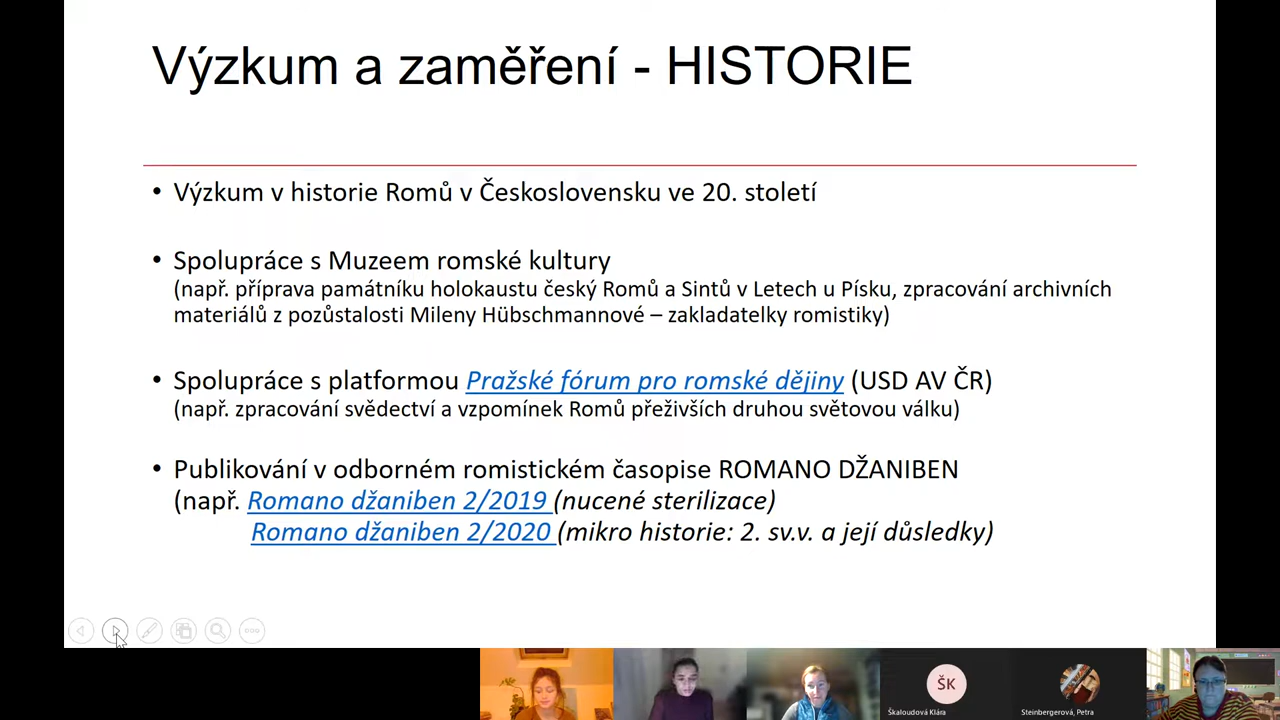 Výzkum a zaměření - HISTORIE
• Výzkum v historie Romů v Československu ve 20. století
• Spolupráce s Muzeem romské kultury
(např. příprava památníku holokaustu český Romů a Sintů v Letech u Písku, zpracování archivních
materiálů z pozůstalosti Mileny Hübschmannové – zakladatelky romistiky)
• Spolupráce s platformou Pražské fórum pro romské dějiny (USD AV ČR)
(např. zpracování svědectví a vzpomínek Romů přeživších druhou světovou válku)
• Publikování v odborném romistickém časopise ROMANO DŽANIBEN
(např. Romano džaniben 2/2019 (nucené sterilizace)
Romano džaniben 2/2020 (mikro historie: 2. sv.v. a její důsledky)
ŠK
Škaloudová Klára
Steinbergerová, Petra